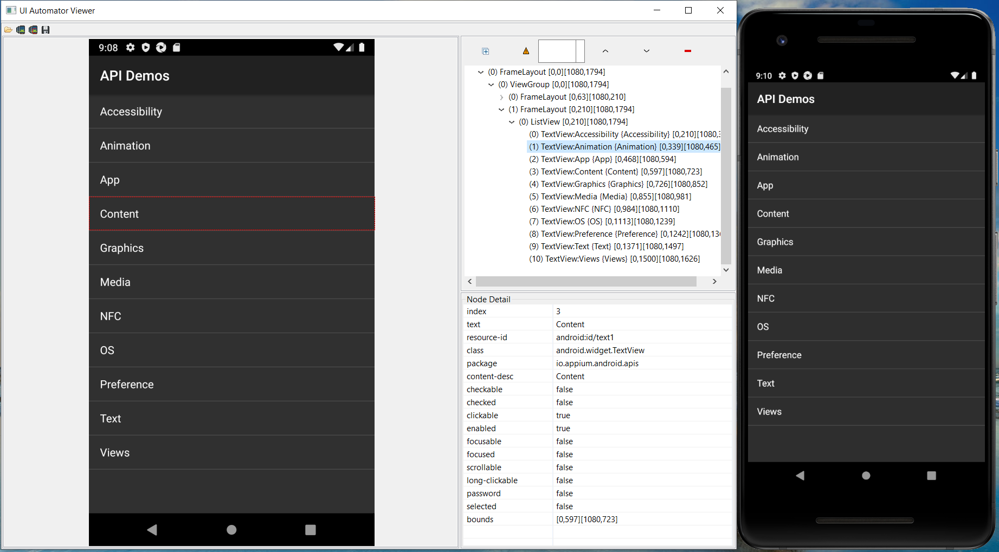 UI Automator Viewer
9:08
API Demos
Accessibility
Animation
App
Content
Graphics
Media
NFC
OS
Preference
Text
Views
(0) FrameLayout [0,0][1080,1794]
(0) ViewGroup [0,0][1080,1794]
(0) FrameLayout [0,63][1080,210]
(1) FrameLayout [0,210][1080,1794]
(0) ListView [0,210][1080,1794]
(0) TextView:Accessibility {Accessibility} [0,210][1080,3
(1) TextView:Animation {Animation} [0,339][1080,465]
(2) TextView:App {App} [0,468][1080,594]
(3) TextView:Content {Content} [0,597][1080,723]
(4) TextView:Graphics {Graphics} [0,726][1080,852]
(5) TextView:Media {Media} [0,855][1080,981]
(6) TextView:NFC {NFC} [0,984][1080,1110]
(7) TextView:OS {OS} [0,1113][1080,1239]
(8) TextView:Preference {Preference} [0,1242][1080,136
(9) TextView:Text {Text} [0,1371][1080,1497]
(10) TextView:Views {Views} [0,1500][1080,1626]
Node Detail
index 3
text Content
resource-id android:id/text1
class android.widget.TextView
package io.appium.android.apis
content-desc Content
checkable false
checked false
clickable true
enabled true
focusable false
focused false
scrollable false
long-clickable false
password false
selected false
bounds [0,597][1080,723]
9:10
API Demos
Accessibility
Animation
App
Content
Graphics
Media
NFC
OS
Preference
Text
Views